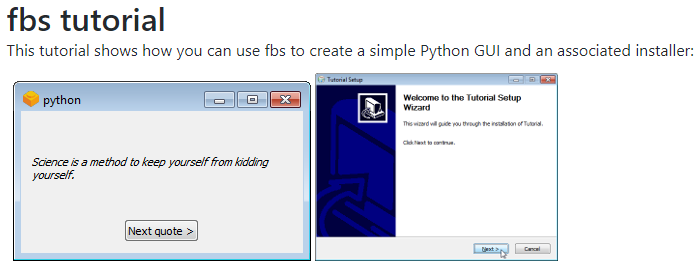 fbs tutorial
This tutorial shows how you can use fbs to create a simple Python GUI and an associated installer:
python
Science is a method to keep yourself from kidding
yourself.
Next quote >
Tutorial Setup
Welcome to the Tutorial Setup
Wizard
This wizard will guide you through the installation of Tutorial.
Click Next to continue.
Next >
Cancel